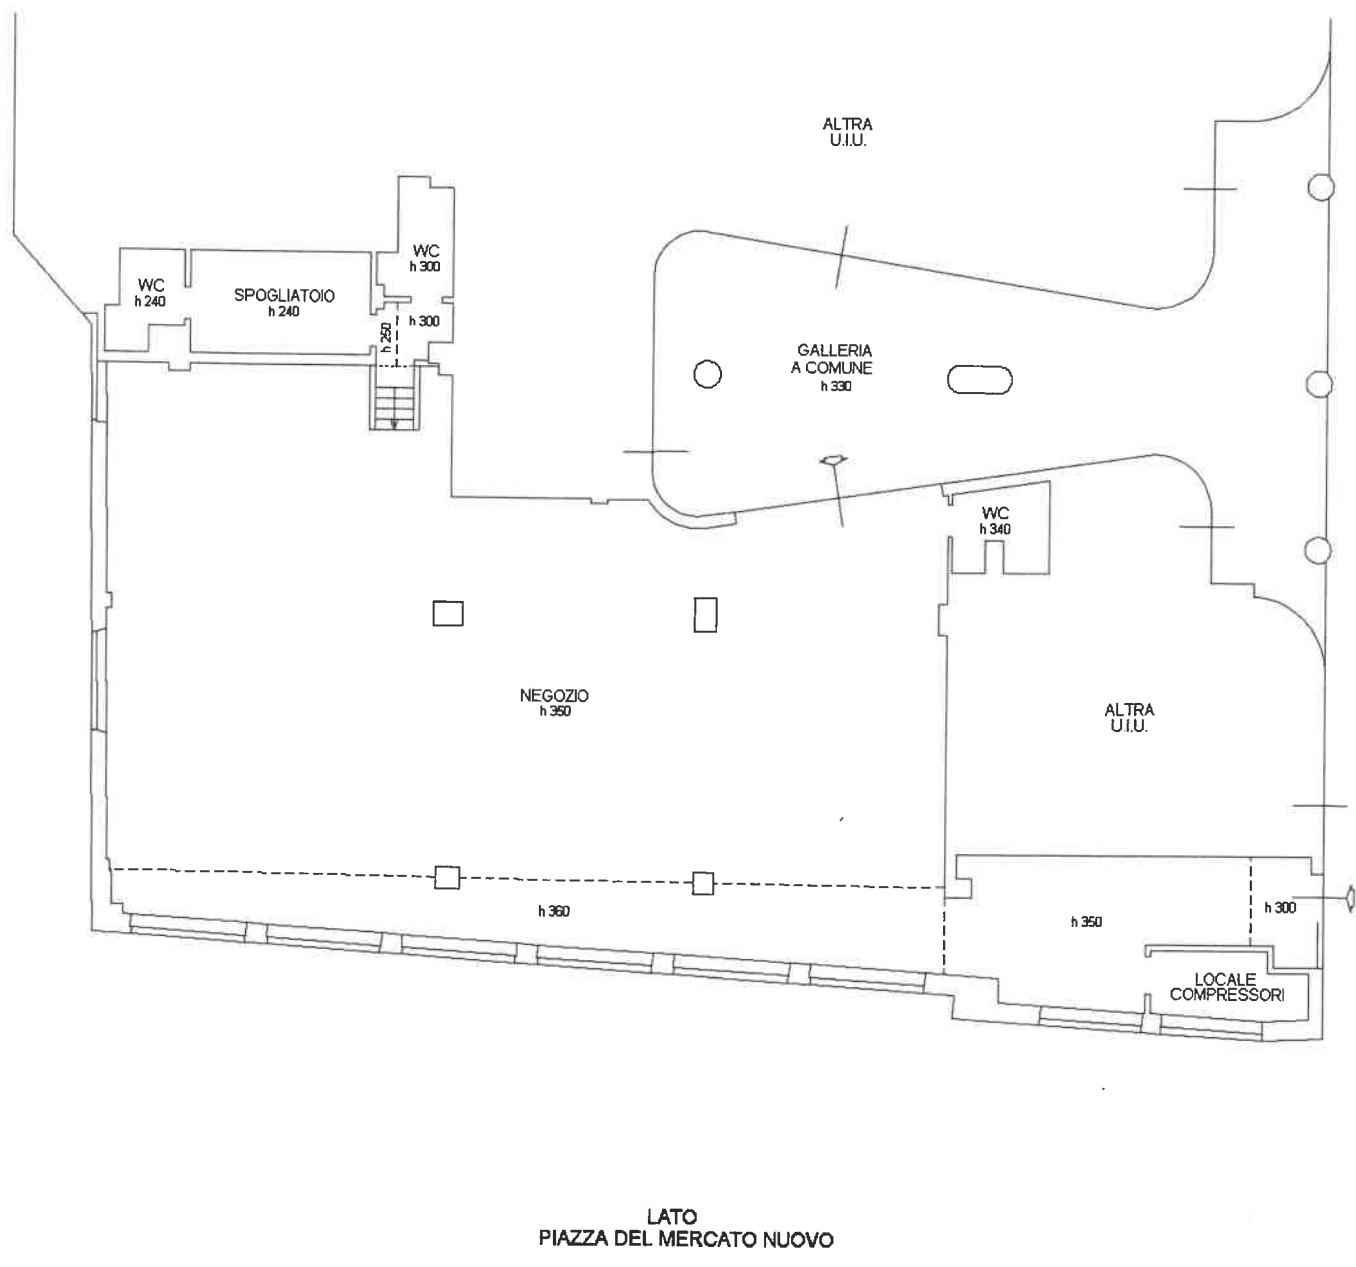 ALTRA
U.I.U.
WC
h 300
WC
h 240
SPOGLIATOIO
h 240
h 250
h 300
GALLERIA
A COMUNE
h 330
WC
h 340
NEGOZIO
h 350
ALTRA
U.I.U.
h 360
h 350
h 300
LOCALE
COMPRESSORI
LATO
PIAZZA DEL MERCATO NUOVO